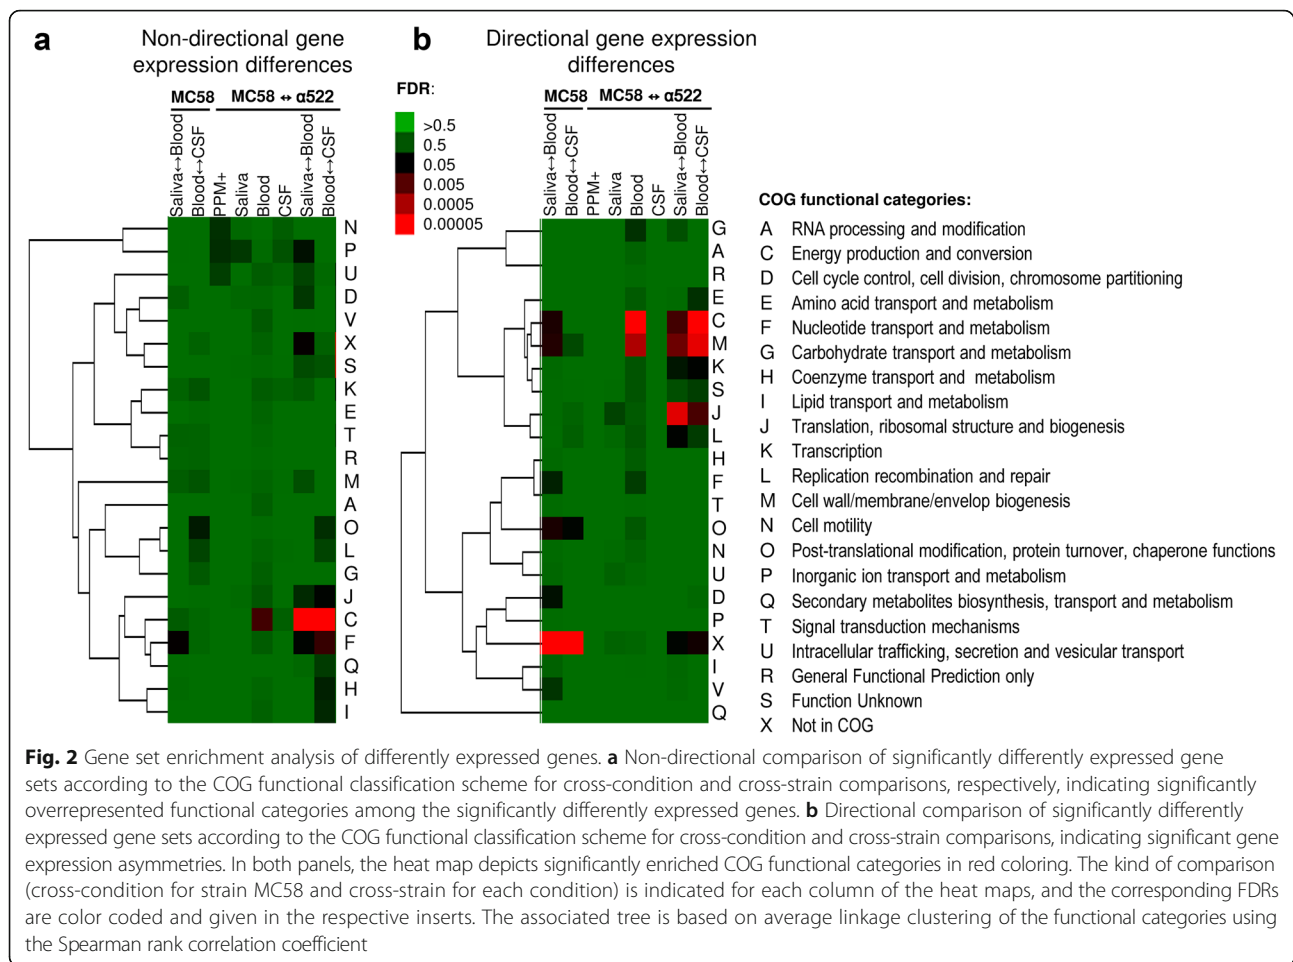 a
Non-directional gene
expression differences
MC58
MC58 ↔ α522
Saliva↔Blood
Blood↔CSF
PPM+
Saliva
Blood
CSF
Saliva↔Blood
Blood↔CSF
N
P
U
D
V
X
S
K
E
T
R
M
A
O
L
G
J
C
F
Q
H
I
b
Directional gene expression
differences
FDR:
>0.5
0.5
0.05
0.005
0.0005
0.00005
MC58
MC58 ↔ α522
Saliva↔Blood
Blood↔CSF
PPM+
Saliva
Blood
CSF
Saliva↔Blood
Blood↔CSF
G
A
R
E
C
M
K
S
J
L
H
F
T
O
N
U
D
P
X
I
V
Q
COG functional categories:
A RNA processing and modification
C Energy production and conversion
D Cell cycle control, cell division, chromosome partitioning
E Amino acid transport and metabolism
F Nucleotide transport and metabolism
G Carbohydrate transport and metabolism
H Coenzyme transport and metabolism
I Lipid transport and metabolism
J Translation, ribosomal structure and biogenesis
K Transcription
L Replication recombination and repair
M Cell wall/membrane/envelop biogenesis
N Cell motility
O Post-translational modification, protein turnover, chaperone functions
P Inorganic ion transport and metabolism
Q Secondary metabolites biosynthesis, transport and metabolism
T Signal transduction mechanisms
U Intracellular trafficking, secretion and vesicular transport
R General Functional Prediction only
S Function Unknown
X Not in COG
Fig. 2 Gene set enrichment analysis of differently expressed genes. a Non-directional comparison of significantly differently expressed gene
sets according to the COG functional classification scheme for cross-condition and cross-strain comparisons, respectively, indicating significantly
overrepresented functional categories among the significantly differently expressed genes. b Directional comparison of significantly differently
expressed gene sets according to the COG functional classification scheme for cross-condition and cross-strain comparisons, indicating significant gene
expression asymmetries. In both panels, the heat map depicts significantly enriched COG functional categories in red coloring. The kind of comparison
(cross-condition for strain MC58 and cross-strain for each condition) is indicated for each column of the heat maps, and the corresponding FDRs
are color coded and given in the respective inserts. The associated tree is based on average linkage clustering of the functional categories using
the Spearman rank correlation coefficient